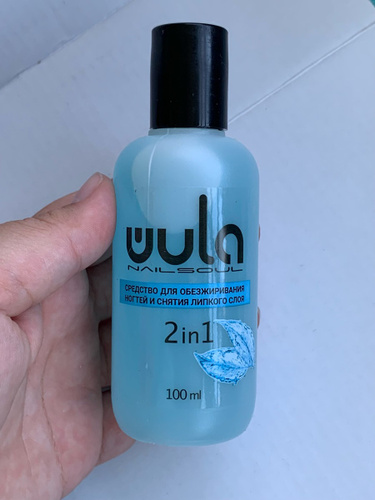 wula
NAILSOUL
СРЕДСТВО ДЛЯ ОБЕЗЖИРИВАНИЯ
НОГТЕЙ И СНЯТИЯ ЛИПКОГО СЛОЯ
2in1
100 ml